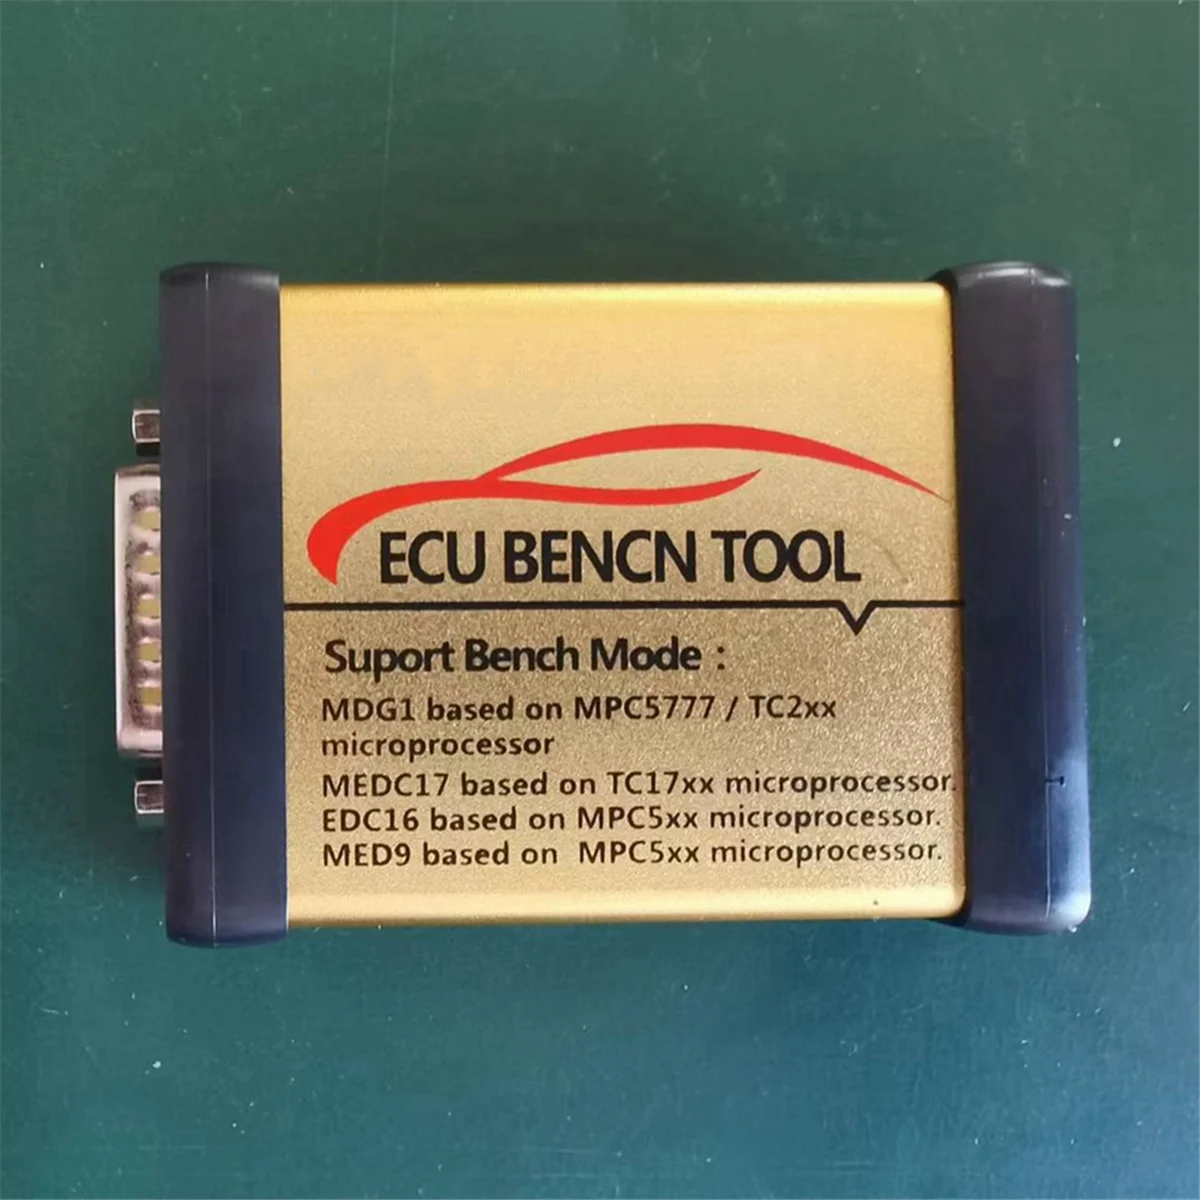 ECU BENCN TOOL
Suport Bench Mode :
MDG1 based on MPC5777 / TC2xx
microprocessor
MEDC17 based on TC17xx microprocessor.
EDC16 based on MPC5xx microprocessor.
MED9 based on MPC5xx microprocessor.